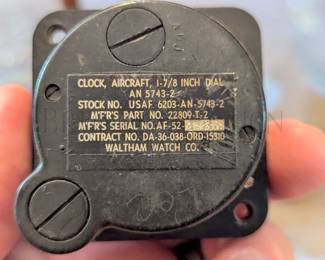 CLOCK, AIRCRAFT, 1-7/8 INCH DIAL
AN 5743-2
STOCK NO. USAF 6203-AN-5743-2
M'F'R'S PART NO. 22809-T-2
M'F'R'S SERIAL NO. AF-52-
CONTRACT NO. DA-36-038-ORD-15310
WALTHAM WATCH CO.